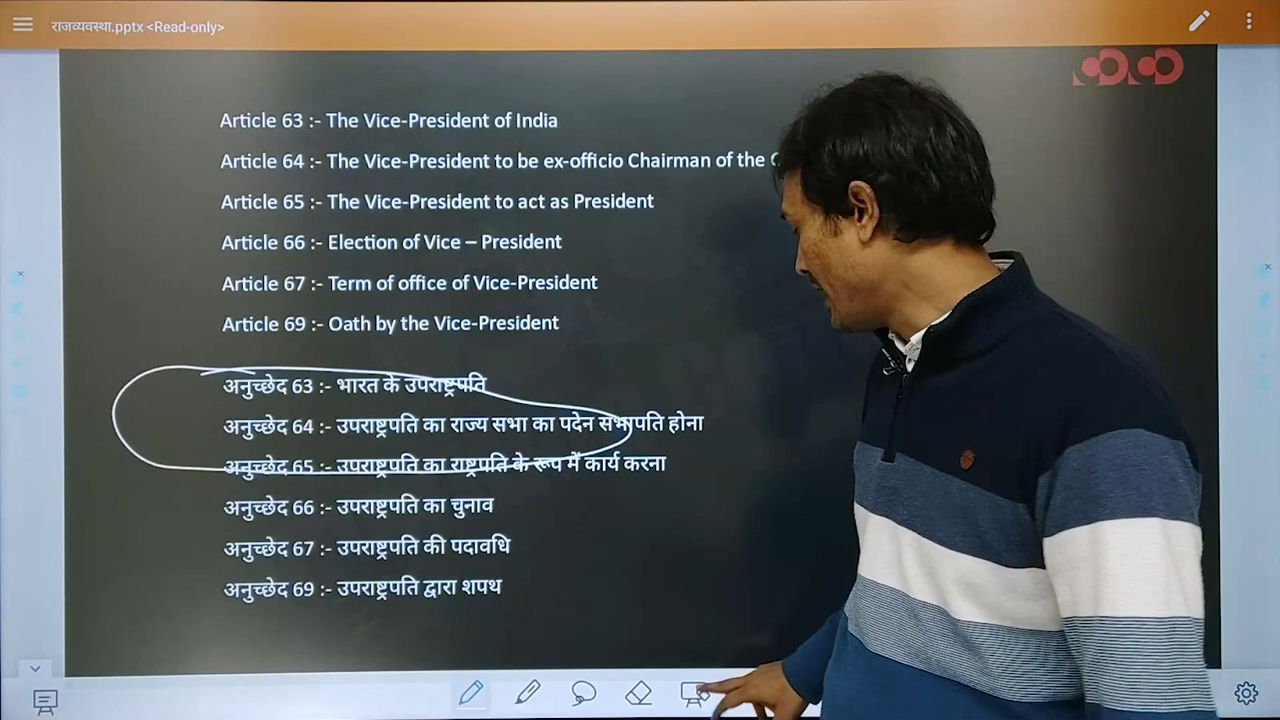 राजव्यवस्था.pptx <Read-only>
Article 63 :- The Vice-President of India
Article 64 :- The Vice-President to be ex-officio Chairman of the
Article 65 :- The Vice-President to act as President
Article 66 :- Election of Vice – President
Article 67 :- Term of office of Vice-President
Article 69 :- Oath by the Vice-President
अनुच्छेद 63 :- भारत के उपराष्ट्रपति
अनुच्छेद 64 :- उपराष्ट्रपति का राज्य सभा का पदेन सभापति होना
अनुच्छेद 65 :- उपराष्ट्रपति का राष्ट्रपति के रूप में कार्य करना
अनुच्छेद 66 :- उपराष्ट्रपति का चुनाव
अनुच्छेद 67 :- उपराष्ट्रपति की पदावधि
अनुच्छेद 69 :- उपराष्ट्रपति द्वारा शपथ